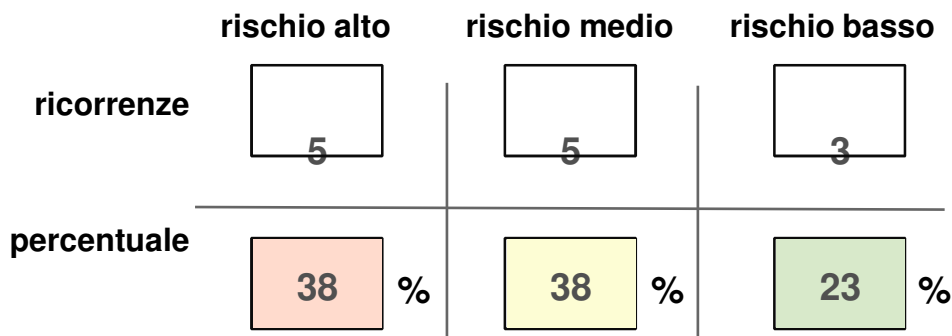 rischio alto rischio medio rischio basso
ricorrenze
5 5 3
percentuale
38 % 38 % 23 %